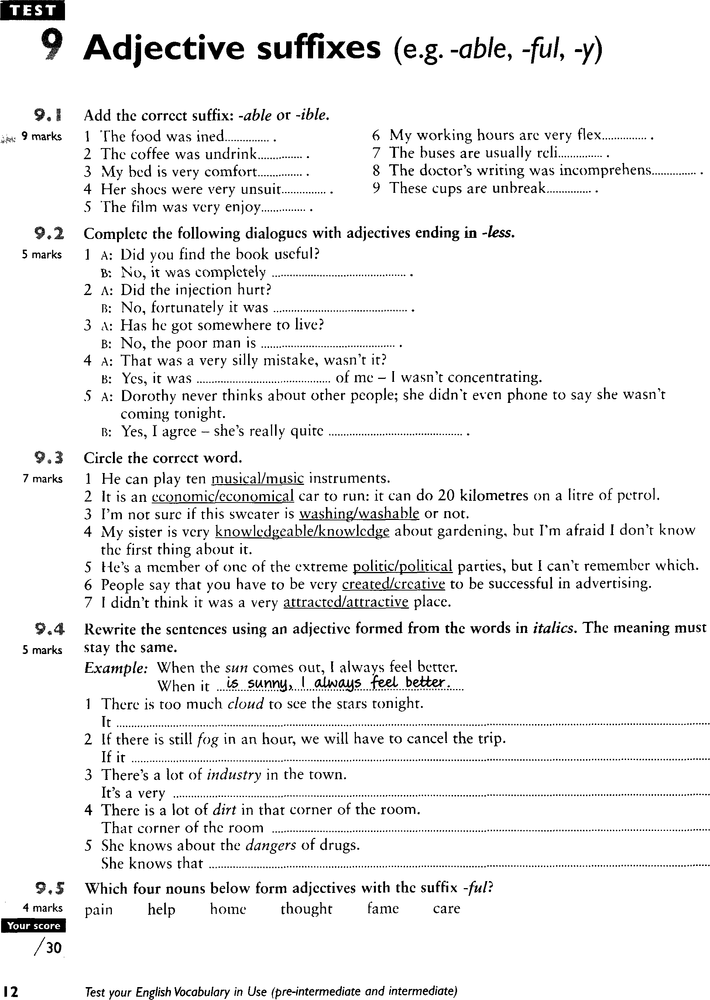 TEST
9 Adjective suffixes (e.g. -able, -ful, -y)
9.1 Add the correct suffix: -able or -ible.
9 marks
1 The food was ined............... .
2 The coffee was undrink............... .
3 My bed is very comfort............... .
4 Her shoes were very unsuit............... .
5 The film was very enjoy............... .
6 My working hours are very flex............... .
7 The buses are usually reli............... .
8 The doctor's writing was incomprehens............... .
9 These cups are unbreak............... .
9.2 Complete the following dialogues with adjectives ending in -less.
5 marks
1 A: Did you find the book useful?
B: No, it was completely ............................................. .
2 A: Did the injection hurt?
B: No, fortunately it was ............................................. .
3 A: Has he got somewhere to live?
B: No, the poor man is ............................................. .
4 A: That was a very silly mistake, wasn't it?
B: Yes, it was ............................................. of me – I wasn't concentrating.
5 A: Dorothy never thinks about other people; she didn't even phone to say she wasn't
coming tonight.
B: Yes, I agree – she's really quite ............................................. .
9.3 Circle the correct word.
7 marks
1 He can play ten musical/music instruments.
2 It is an economic/economical car to run: it can do 20 kilometres on a litre of petrol.
3 I'm not sure if this sweater is washing/washable or not.
4 My sister is very knowledgeable/knowledge about gardening, but I'm afraid I don't know
the first thing about it.
5 He's a member of one of the extreme politic/political parties, but I can't remember which.
6 People say that you have to be very created/creative to be successful in advertising.
7 I didn't think it was a very attracted/attractive place.
9.4 Rewrite the sentences using an adjective formed from the words in italics. The meaning must
5 marks stay the same.
Example: When the sun comes out, I always feel better.
When it ...is sunny, I always feel better.....
1 There is too much cloud to see the stars tonight.
It ..........................................................................................
2 If there is still fog in an hour, we will have to cancel the trip.
If it ..........................................................................................
3 There's a lot of industry in the town.
It's a very ..........................................................................................
4 There is a lot of dirt in that corner of the room.
That corner of the room ..........................................................................................
5 She knows about the dangers of drugs.
She knows that ..........................................................................................
9.5 Which four nouns below form adjectives with the suffix -ful?
4 marks pain help home thought fame care
Your score
/30
12 Test your English Vocabulary in Use (pre-intermediate and intermediate)